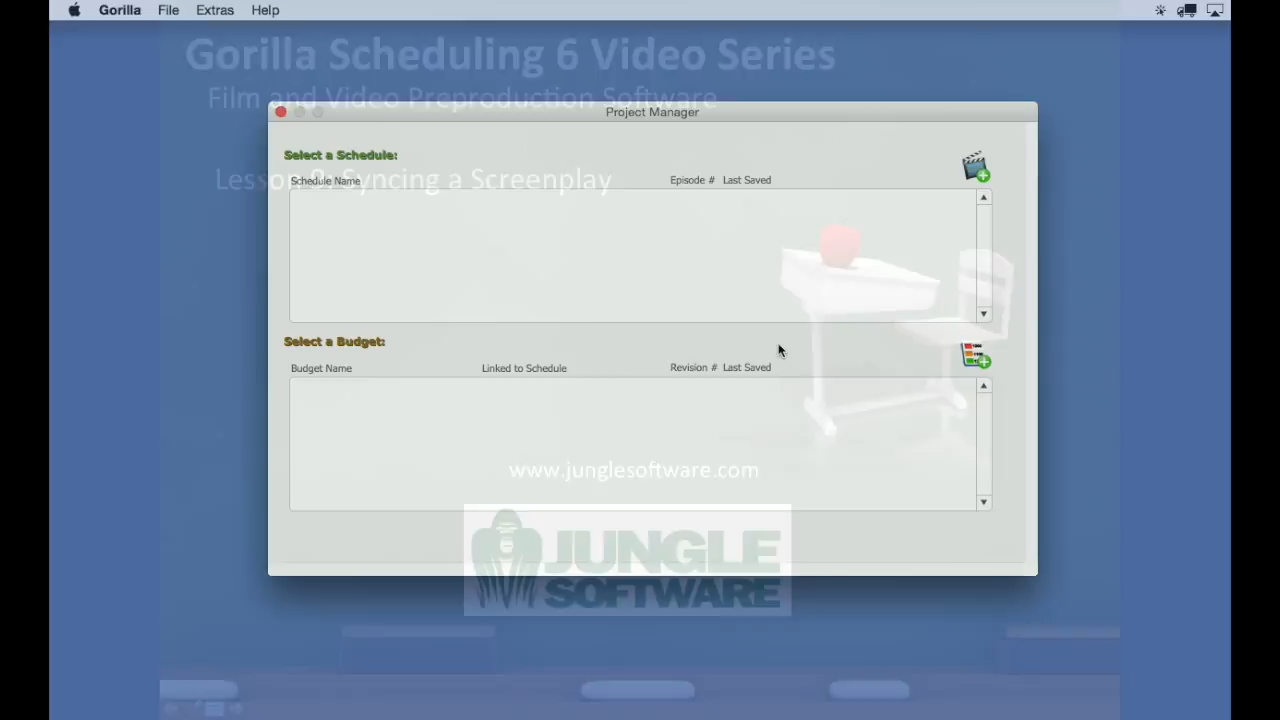 Gorilla File Extras Help
Gorilla Scheduling 6 Video Series
Film and Video Preproduction Software
Project Manager
Select a Schedule:
Lesson 9: Syncing a Screenplay
Schedule Name Episode # Last Saved
Select a Budget:
Budget Name Linked to Schedule Revision # Last Saved
www.junglesoftware.com
JUNGLE
SOFTWARE